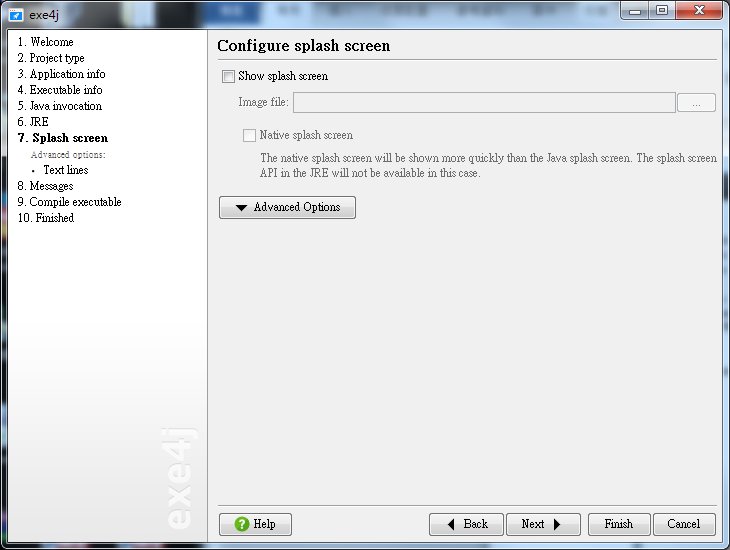 exe4j
1. Welcome
2. Project type
3. Application info
4. Executable info
5. Java invocation
6. JRE
7. Splash screen
Advanced options:
• Text lines
8. Messages
9. Compile executable
10. Finished
exe4j
Configure splash screen
Show splash screen
Image file:
...
Native splash screen
The native splash screen will be shown more quickly than the Java splash screen. The splash screen
API in the JRE will not be available in this case.
Advanced Options
Help
Back
Next
Finish
Cancel